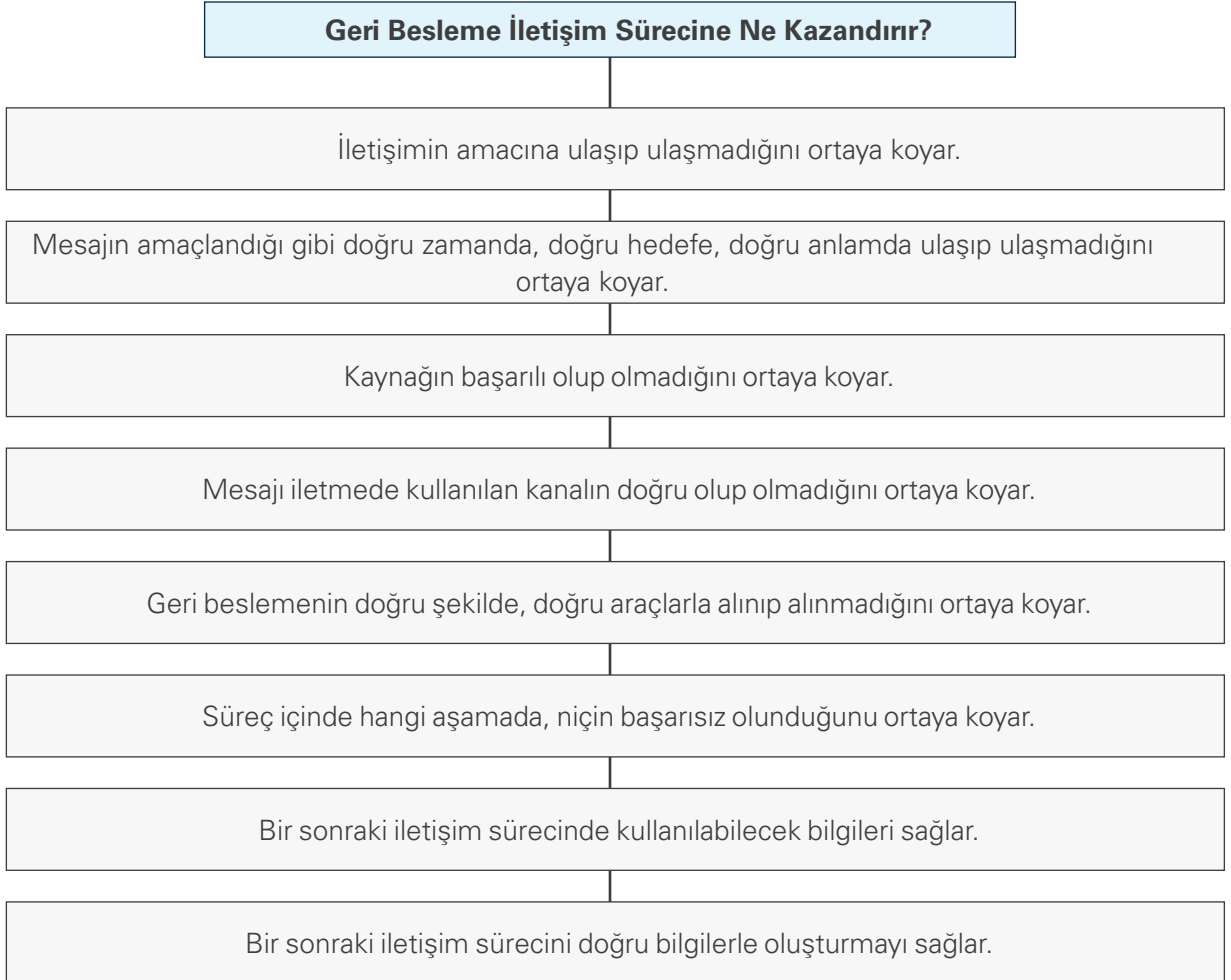 Geri Besleme İletişim Sürecine Ne Kazandırır?
İletişimin amacına ulaşıp ulaşmadığını ortaya koyar.
Mesajın amaçlandığı gibi doğru zamanda, doğru hedefe, doğru anlamda ulaşıp ulaşmadığını
ortaya koyar.
Kaynağın başarılı olup olmadığını ortaya koyar.
Mesajı iletmede kullanılan kanalın doğru olup olmadığını ortaya koyar.
Geri beslemenin doğru şekilde, doğru araçlarla alınıp alınmadığını ortaya koyar.
Süreç içinde hangi aşamada, niçin başarısız olunduğunu ortaya koyar.
Bir sonraki iletişim sürecinde kullanılabilecek bilgileri sağlar.
Bir sonraki iletişim sürecini doğru bilgilerle oluşturmayı sağlar.